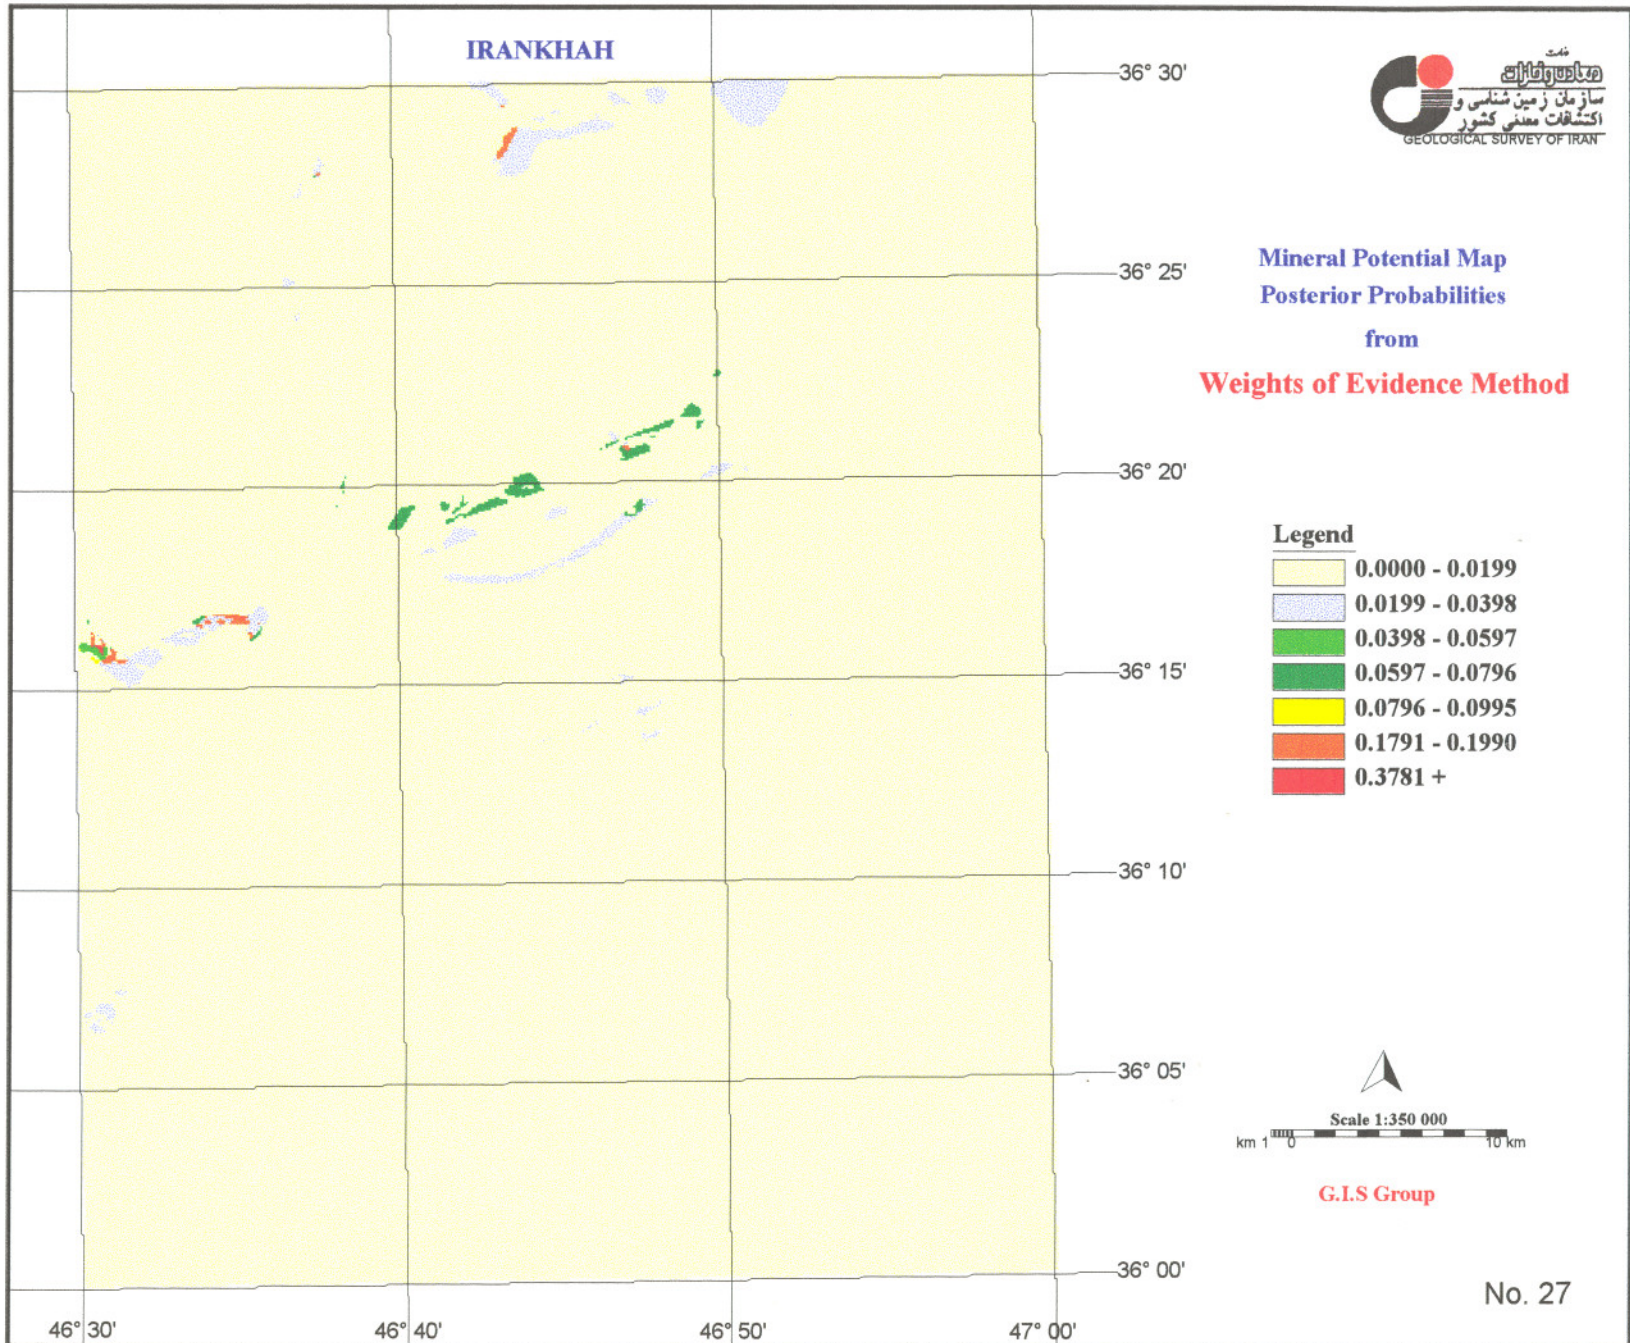 IRANKHAH
36° 30'
سازمان زمین شناسی و
اکتشافات معدنی کشور
GEOLOGICAL SURVEY OF IRAN
Mineral Potential Map
Posterior Probabilities
from
Weights of Evidence Method
36° 25'
36° 20'
36° 15'
36° 10'
36° 05'
36° 00'
Legend
0.0000 - 0.0199
0.0199 - 0.0398
0.0398 - 0.0597
0.0597 - 0.0796
0.0796 - 0.0995
0.1791 - 0.1990
0.3781 +
Scale 1:350 000
km 1 0 10 km
G.I.S Group
No. 27
46° 30' 46° 40' 46° 50' 47° 00'